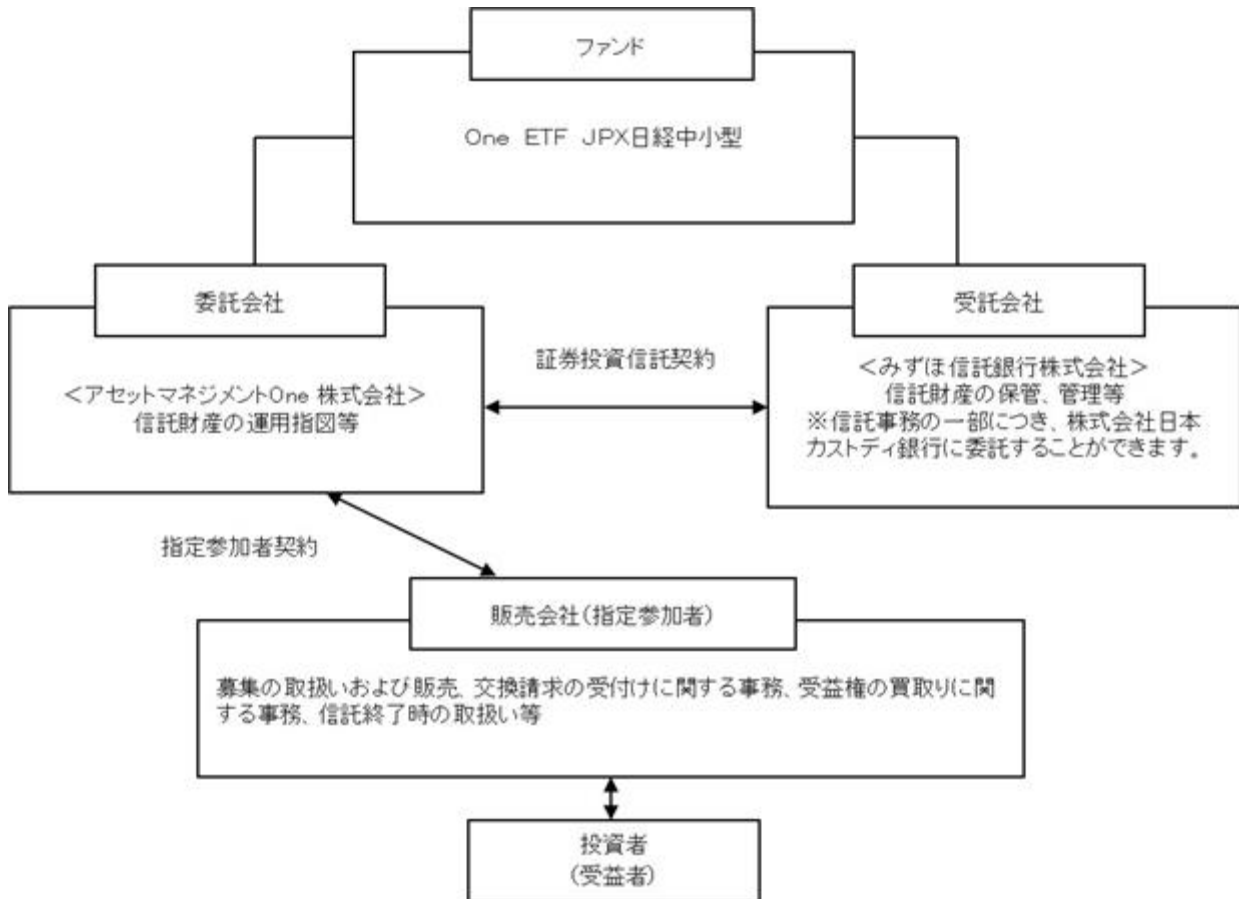 ファンド
One ETF JPX日経中小型
委託会社
受託会社
証券投資信託契約
＜アセットマネジメントOne 株式会社＞
信託財産の運用指図等
＜みずほ信託銀行株式会社＞
信託財産の保管、管理等
※信託事務の一部につき、株式会社日本
カストディ銀行に委託することができます。
指定参加者契約
販売会社(指定参加者)
募集の取扱いおよび販売、交換請求の受付けに関する事務、受益権の買取りに関
する事務、信託終了時の取扱い等
投資者
(受益者)